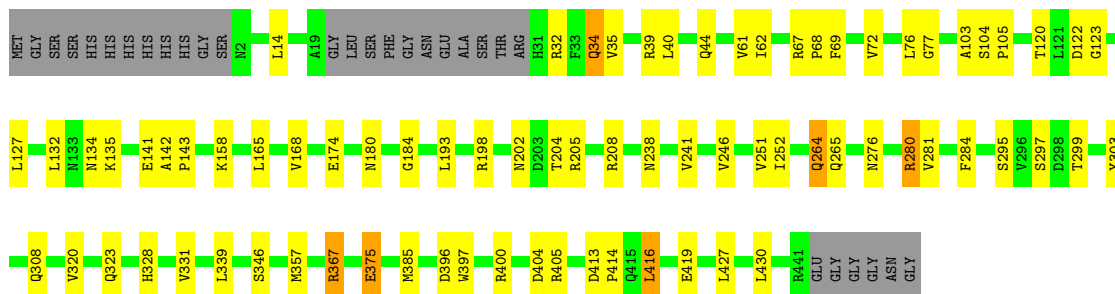 MET GLY SER SER HIS HIS HIS HIS HIS HIS GLY SER N2 L14 A19 GLY LEU SER PHE GLY ASN GLU ALA SER THR ARG H31 R32 F33 Q34 V35 R39 L40 Q44 V61 I62 R67 P68 F69 V72 L76 G77 A103 S104 P105 T120 L121 D122 G123
L127 L132 N133 N134 K135 E141 A142 P143 K158 L165 V168 E174 N180 G184 L193 R198 N202 D203 T204 R205 R208 N238 V241 V246 V251 I252 Q264 Q265 N276 R280 V281 F284 S295 V296 S297 D298 T299
Q308 V320 Q323 H328 V331 L339 S346 M357 R367 E375 M385 D396 W397 R400 D404 R405 D413 P414 Q415 L416 E419 L427 L430 R441 GLU GLY GLY GLY ASN GLY